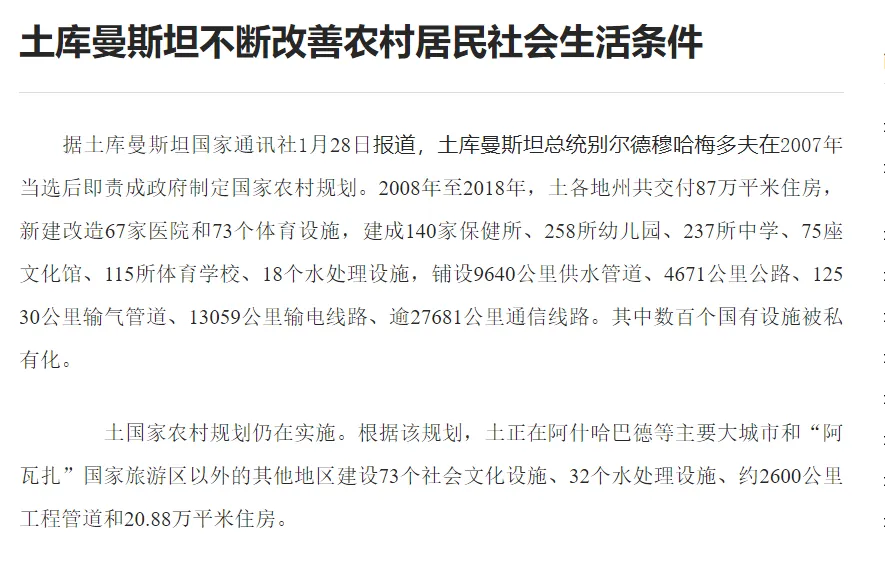 土库曼斯坦不断改善农村居民社会生活条件
据土库曼斯坦国家通讯社1月28日报道，土库曼斯坦总统别尔德穆哈梅多夫在2007年
当选后即责成政府制定国家农村规划。2008年至2018年，土各地州共交付87万平米住房，
新建改造67家医院和73个体育设施，建成140家保健所、258所幼儿园、237所中学、75座
文化馆、115所体育学校、18个水处理设施，铺设9640公里供水管道、4671公里公路、125
30公里输气管道、13059公里输电线路、逾27681公里通信线路。其中数百个国有设施被私
有化。
土国家农村规划仍在实施。根据该规划，土正在阿什哈巴德等主要大城市和“阿
瓦扎”国家旅游区以外的其他地区建设73个社会文化设施、32个水处理设施、约2600公里
工程管道和20.88万平米住房。